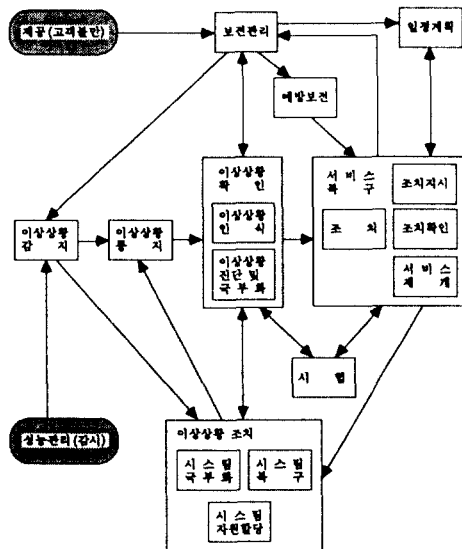 제공 (고객불만)
보전관리
일정계획
예방보전
이상상황
확 인
이상상황
인 식
이상상황
진단 및
국부화
서 비 스
복 구
조치지시
조 치
조치확인
서 비 스
재 개
이상상황
감 지
이상상황
통 지
시 험
성능관리 (감시)
이상상황 조치
시 스 템
국 부 화
시 스 템
복 구
시 스 템
자원할당